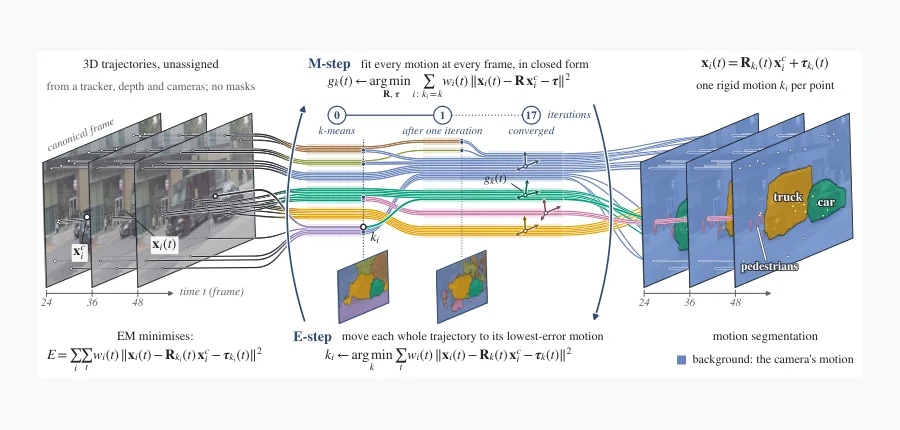 3D trajectories, unassigned
from a tracker, depth and cameras; no masks
canonical frame
x_i^c
x_i(t)
24 36 48
time t (frame)
EM minimises:
E = ∑_i ∑_t w_i(t) ‖x_i(t) − R_{k_i}(t) x_i^c − τ_{k_i}(t)‖²
M-step fit every motion at every frame, in closed form
g_k(t) ← arg min_{R, τ} ∑_{i : k_i = k} w_i(t) ‖x_i(t) − R x_i^c − τ‖²
0 1 17 iterations
k-means after one iteration converged
g_k(t)
k_i
E-step move each whole trajectory to its lowest-error motion
k_i ← arg min_k ∑_t w_i(t) ‖x_i(t) − R_k(t) x_i^c − τ_k(t)‖²
x_i(t) = R_{k_i}(t) x_i^c + τ_{k_i}(t)
one rigid motion k_i per point
truck
car
pedestrians
24 36 48
motion segmentation
background: the camera's motion